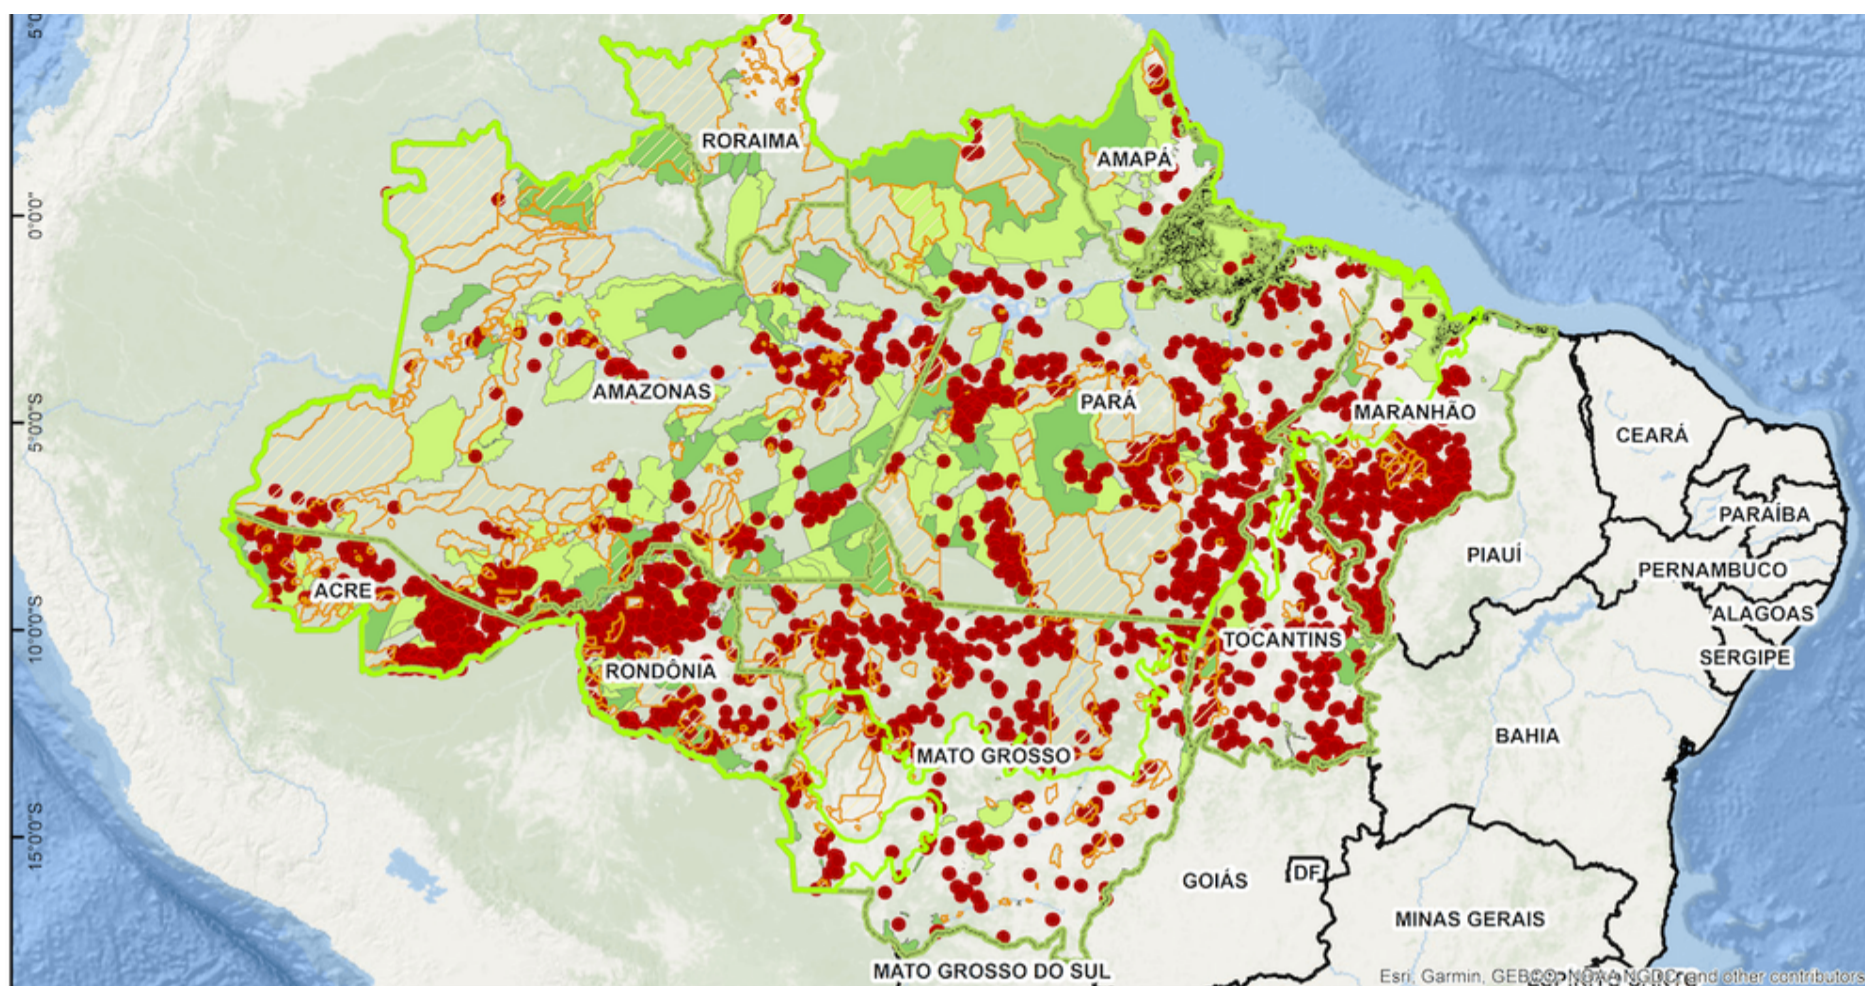 5°0'
0°0'0"
5°0'0"S
10°0'0"S
15°0'0"S
RORAIMA
AMAPÁ
AMAZONAS
PARÁ
MARANHÃO
CEARÁ
PARAÍBA
PIAUÍ
PERNAMBUCO
ACRE
ALAGOAS
TOCANTINS
SERGIPE
RONDÔNIA
BAHIA
MATO GROSSO
GOIÁS
DF
MINAS GERAIS
MATO GROSSO DO SUL
Esri, Garmin, GEBCO, NOAA NGDC, and other contributors